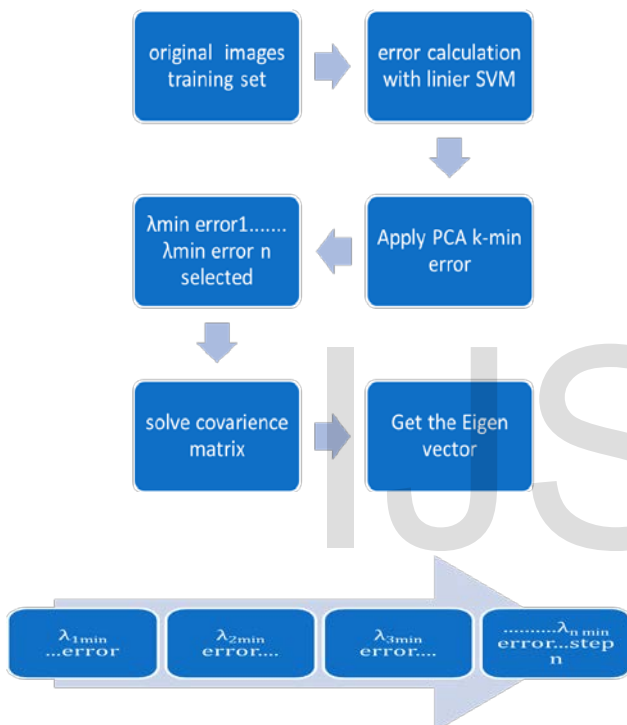 original images
training set
error calculation
with linier SVM
λmin error1.......
λmin error n
selected
Apply PCA k-min
error
solve covarience
matrix
Get the Eigen
vector
IJS
λ1min
...error
λ2min
error....
λ3min
error....
..........λn min
error...step
n